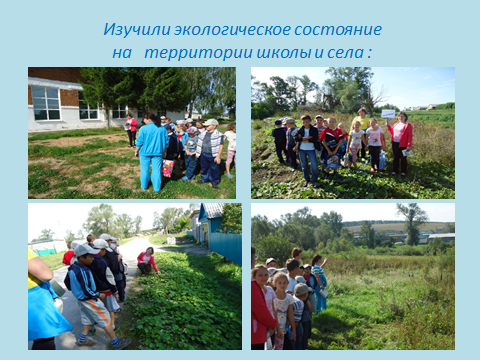 Изучили экологическое состояние
на территории школы и села :